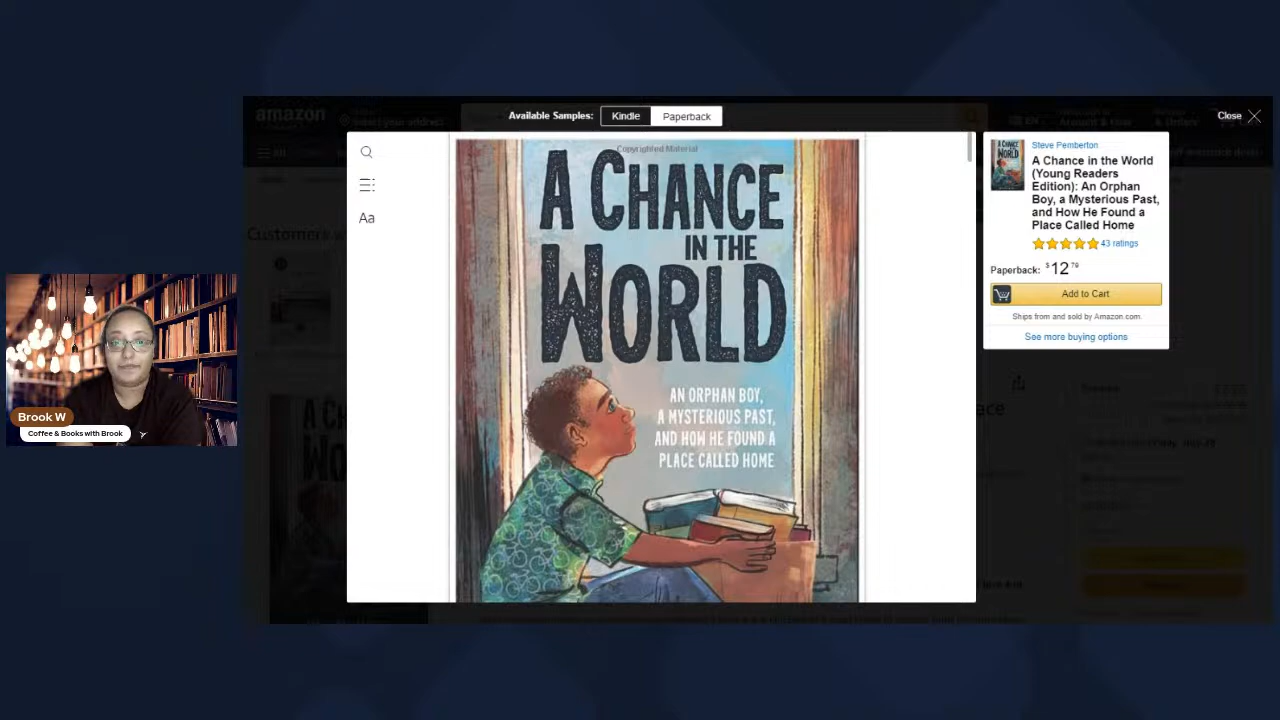 amazon
Available Samples:
Kindle
Paperback
Close
Copyrighted Material
A CHANCE
IN THE
WORLD
AN ORPHAN BOY,
A MYSTERIOUS PAST,
AND HOW HE FOUND A
PLACE CALLED HOME
Aa
Steve Pemberton
A Chance in the World
(Young Readers
Edition): An Orphan
Boy, a Mysterious Past,
and How He Found a
Place Called Home
43 ratings
Paperback: $12 79
Add to Cart
Ships from and sold by Amazon.com.
See more buying options
Customers
Brook W
Coffee & Books with Brook